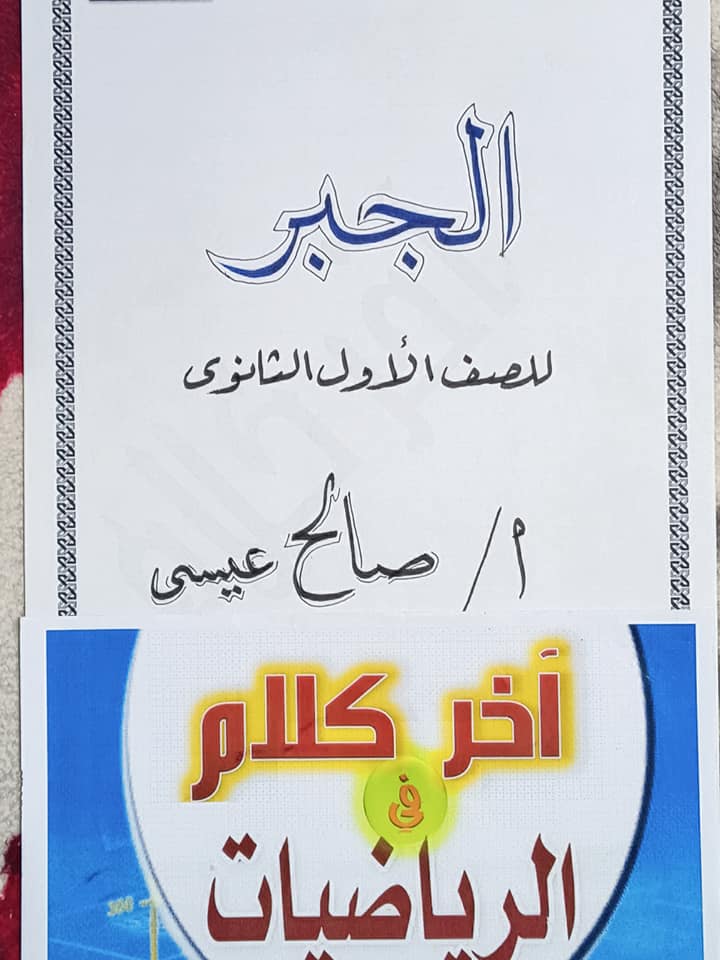 الجبر
للصف الأول الثانوى
أ/ صالح عيسى
أخر كلام
في
الرياضيات